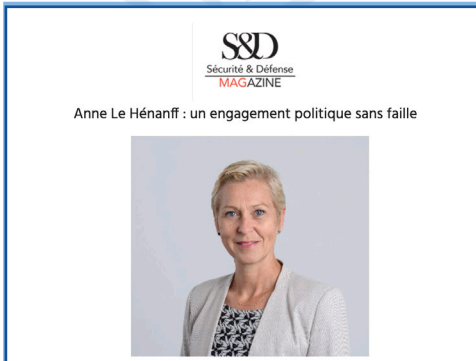 S&D
Sécurité & Défense
MAGAZINE
Anne Le Hénanff : un engagement politique sans faille